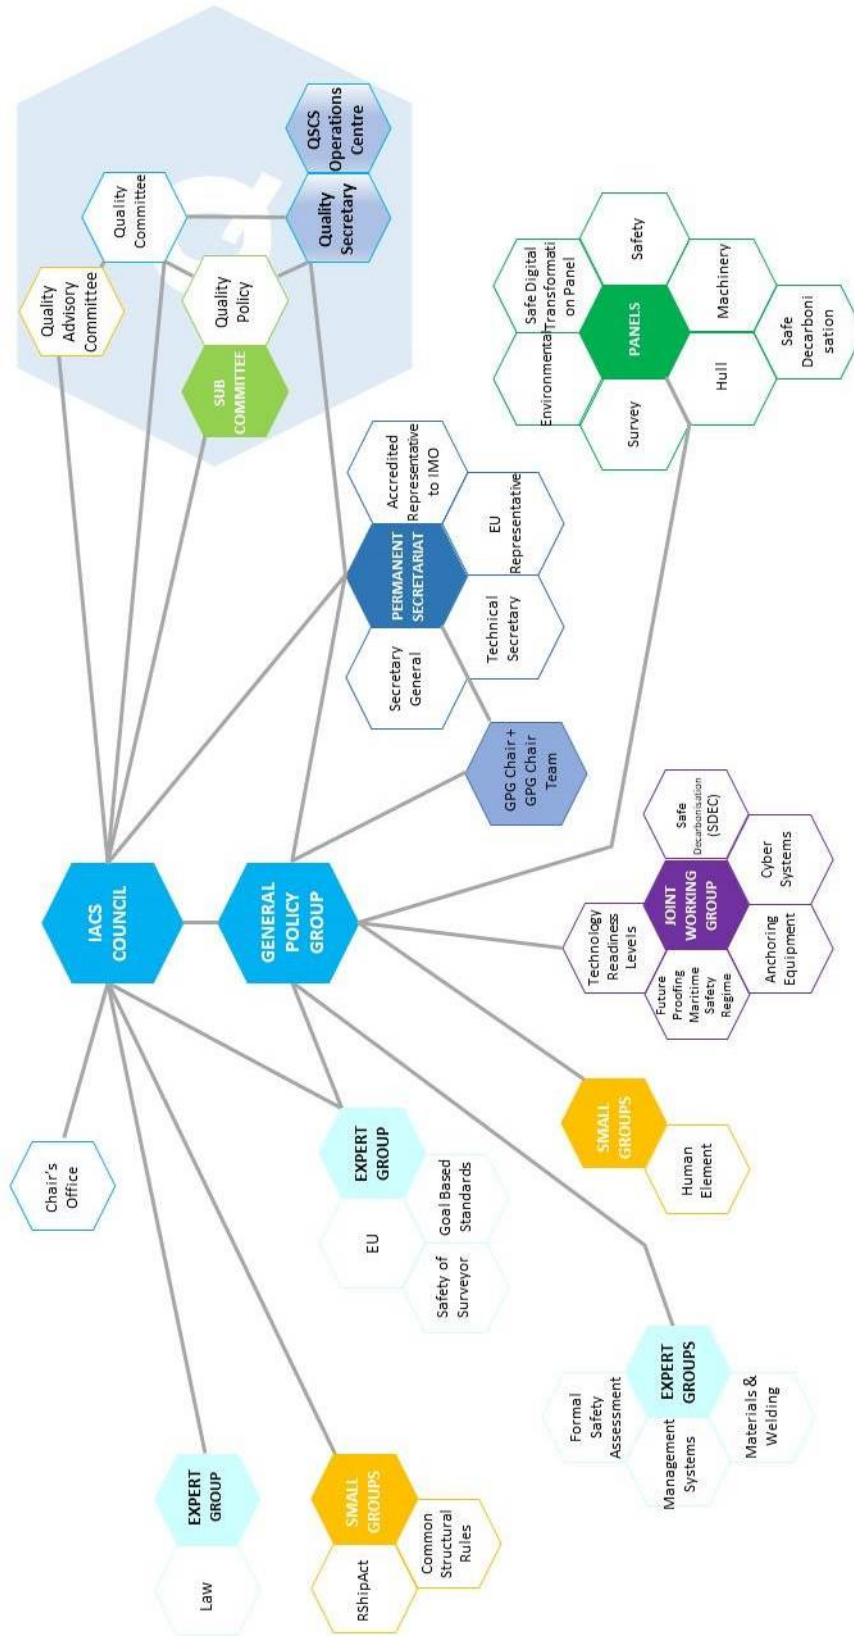 Chair's
Office
IACS
COUNCIL
Quality
Advisory
Committee
Quality
Committee
QSCS
Operations
Centre
Quality
Secretary
Quality
Policy
SUB
COMMITTEE
EXPERT
GROUP
Law
SMALL
GROUPS
RShipAct
Common
Structural
Rules
GENERAL
POLICY
GROUP
EXPERT
GROUP
EU
Goal Based
Standards
Safety of
Surveyor
PERMANENT
SECRETARIAT
Secretary
General
Accredited
Representative
to IMO
EU
Representative
Technical
Secretary
GPG Chair +
GPG Chair
Team
EXPERT
GROUPS
Formal
Safety
Assessment
Management
Systems
Materials &
Welding
SMALL
GROUPS
Human
Element
JOINT
WORKING
GROUP
Technology
Readiness
Levels
Future
Proofing
Maritime
Safety
Regime
Anchoring
Equipment
Cyber
Systems
Safe
Decarbonisation
(SDEC)
PANELS
Environmental
Safe Digital
Transformati
on Panel
Safety
Survey
Hull
Machinery
Safe
Decarboni
sation